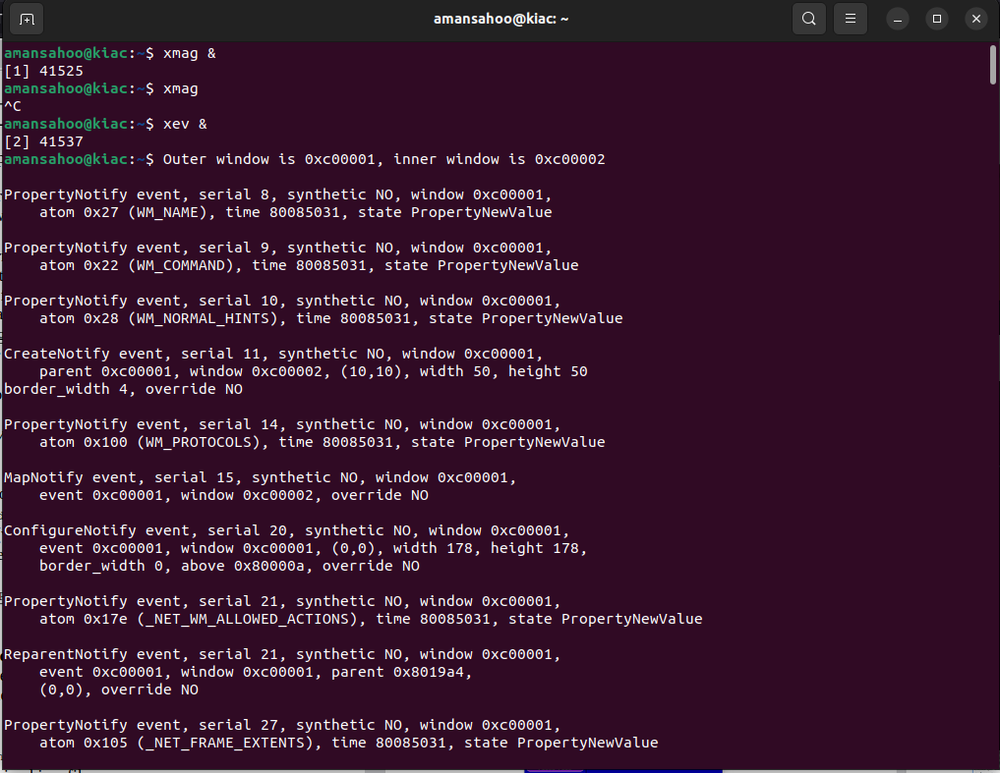 amansahoo@kiac: ~
amansahoo@kiac:~$ xmag &
[1] 41525
amansahoo@kiac:~$ xmag
^C
amansahoo@kiac:~$ xev &
[2] 41537
amansahoo@kiac:~$ Outer window is 0xc00001, inner window is 0xc00002
PropertyNotify event, serial 8, synthetic NO, window 0xc00001,
    atom 0x27 (WM_NAME), time 80085031, state PropertyNewValue
PropertyNotify event, serial 9, synthetic NO, window 0xc00001,
    atom 0x22 (WM_COMMAND), time 80085031, state PropertyNewValue
PropertyNotify event, serial 10, synthetic NO, window 0xc00001,
    atom 0x28 (WM_NORMAL_HINTS), time 80085031, state PropertyNewValue
CreateNotify event, serial 11, synthetic NO, window 0xc00001,
    parent 0xc00001, window 0xc00002, (10,10), width 50, height 50
border_width 4, override NO
PropertyNotify event, serial 14, synthetic NO, window 0xc00001,
    atom 0x100 (WM_PROTOCOLS), time 80085031, state PropertyNewValue
MapNotify event, serial 15, synthetic NO, window 0xc00001,
    event 0xc00001, window 0xc00002, override NO
ConfigureNotify event, serial 20, synthetic NO, window 0xc00001,
    event 0xc00001, window 0xc00001, (0,0), width 178, height 178,
    border_width 0, above 0x80000a, override NO
PropertyNotify event, serial 21, synthetic NO, window 0xc00001,
    atom 0x17e (_NET_WM_ALLOWED_ACTIONS), time 80085031, state PropertyNewValue
ReparentNotify event, serial 21, synthetic NO, window 0xc00001,
    event 0xc00001, window 0xc00001, parent 0x8019a4,
    (0,0), override NO
PropertyNotify event, serial 27, synthetic NO, window 0xc00001,
    atom 0x105 (_NET_FRAME_EXTENTS), time 80085031, state PropertyNewValue